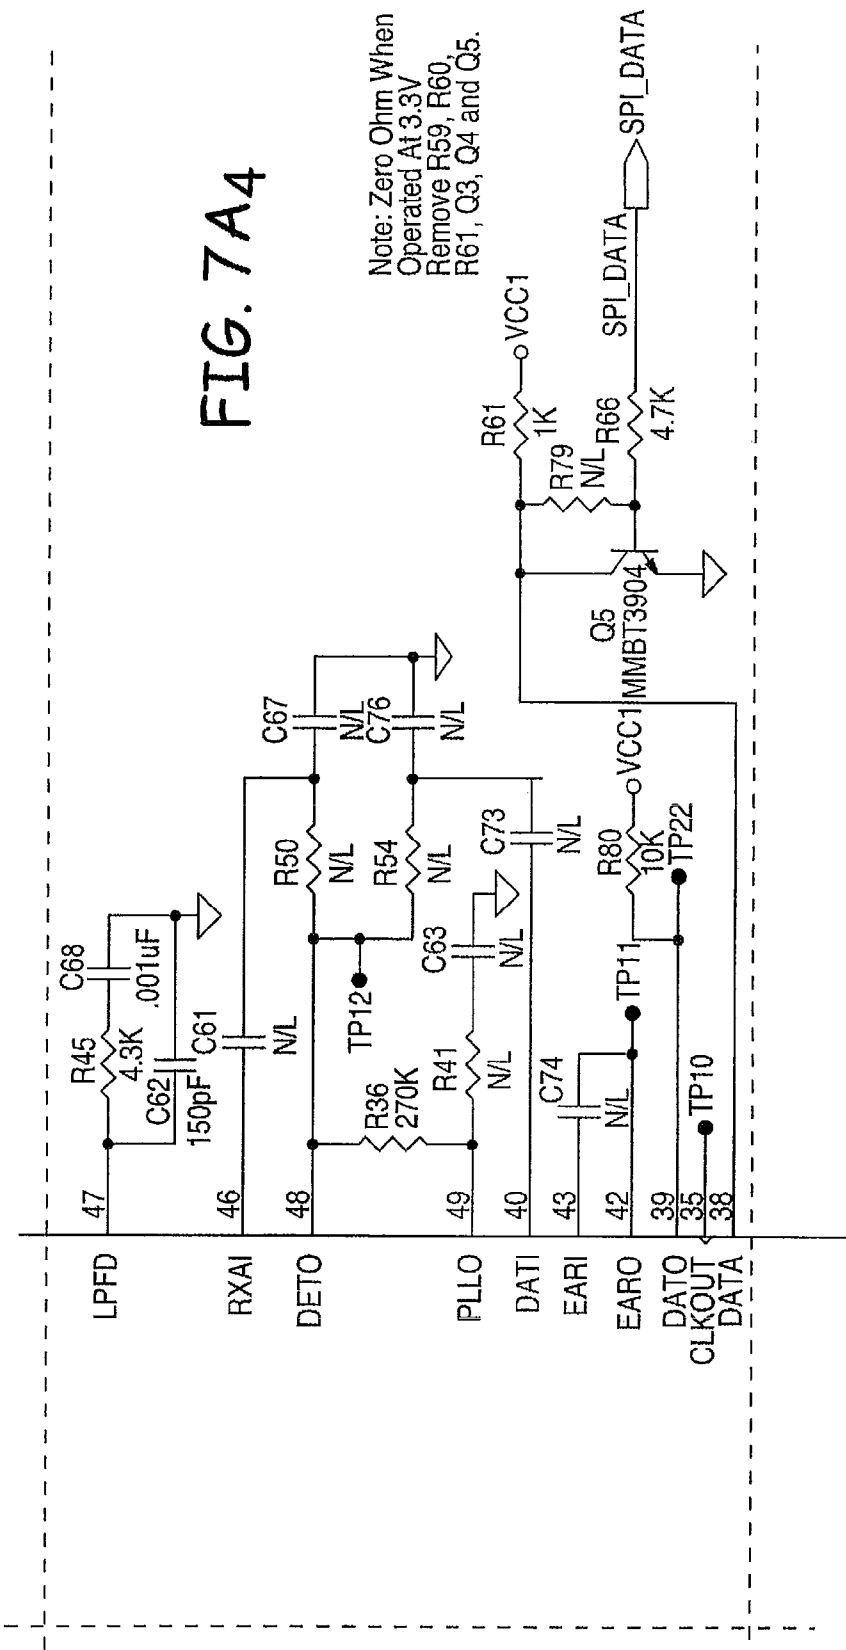 FIG. 7A4
Note: Zero Ohm When
Operated At 3.3V
Remove R59, R60,
R61, Q3, Q4 and Q5.
LPFD
47
R45
4.3K
C68
.001uF
C62
150pF
RXAI
46
C61
N/L
DETO
48
R50
N/L
C67
N/L
R54
N/L
C76
N/L
TP12
R36
270K
PLLO
49
R41
N/L
C63
N/L
DATI
40
C73
N/L
EARI
43
C74
N/L
EARO
42
TP11
DATO
39
R80
10K
VCC1
TP22
CLKOUT
35
TP10
DATA
38
Q5
MMBT3904
R61
1K
VCC1
R79
N/L
R66
4.7K
SPI_DATA
SPI_DATA